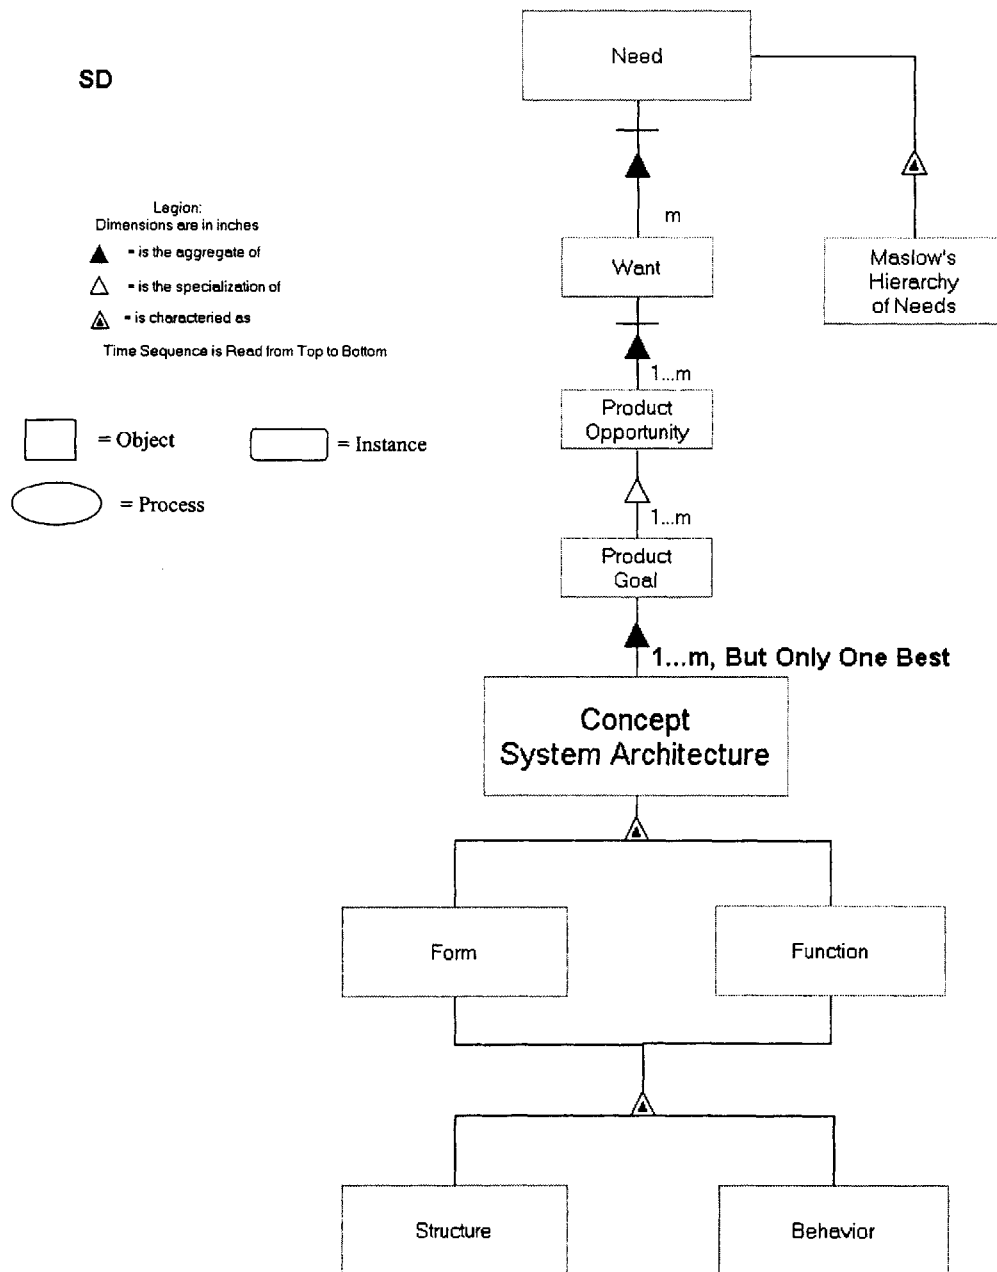 SD
Need
Legion:
Dimensions are in inches
= is the aggregate of
= is the specialization of
= is characteried as
Time Sequence is Read from Top to Bottom
= Object
= Instance
= Process
m
Want
Maslow's
Hierarchy
of Needs
1...m
Product
Opportunity
1...m
Product
Goal
1...m, But Only One Best
Concept
System Architecture
Form
Function
Structure
Behavior